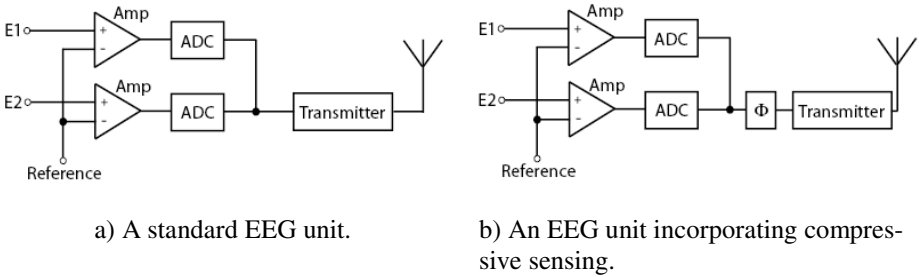 Amp
E1
+
-
ADC
Amp
E2
+
-
ADC
Transmitter
Reference
a) A standard EEG unit.
Amp
E1
+
-
ADC
Amp
E2
+
-
ADC
Φ
Transmitter
Reference
b) An EEG unit incorporating compres-
sive sensing.